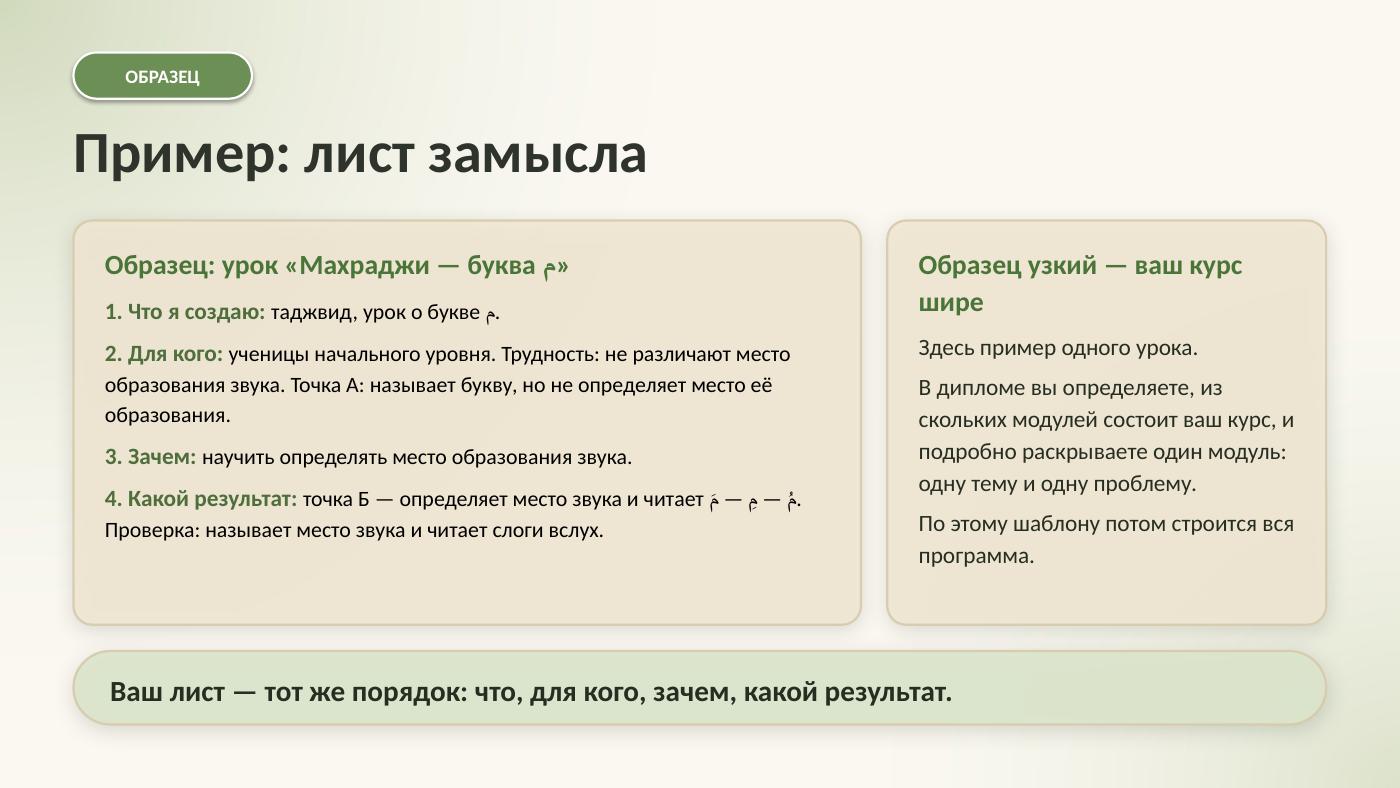 ОБРАЗЕЦ
Пример: лист замысла
Образец: урок «Махраджи — буква م»
1. Что я создаю: таджвид, урок о букве م.
2. Для кого: ученицы начального уровня. Трудность: не различают место
образования звука. Точка А: называет букву, но не определяет место её
образования.
3. Зачем: научить определять место образования звука.
4. Какой результат: точка Б — определяет место звука и читает مَ — مِ — مُ.
Проверка: называет место звука и читает слоги вслух.
Образец узкий — ваш курс
шире
Здесь пример одного урока.
В дипломе вы определяете, из
скольких модулей состоит ваш курс, и
подробно раскрываете один модуль:
одну тему и одну проблему.
По этому шаблону потом строится вся
программа.
Ваш лист — тот же порядок: что, для кого, зачем, какой результат.